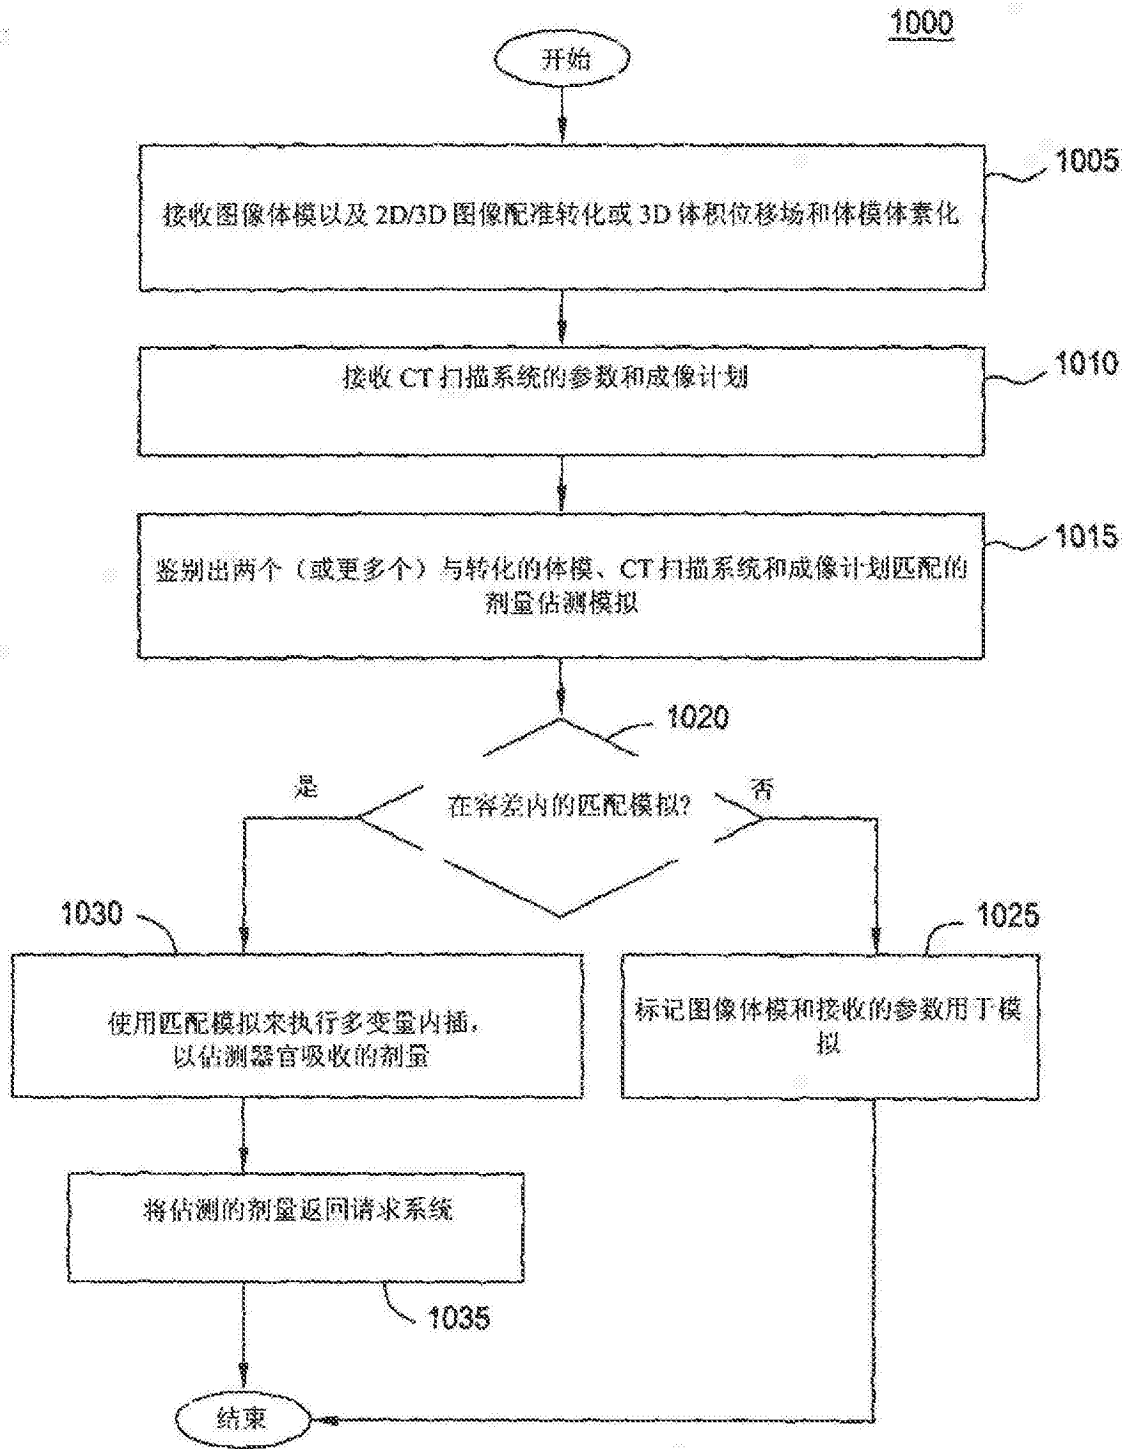 1000
开始
1005
接收图像体模以及 2D/3D 图像配准转化或 3D 体积位移场和体模体素化
1010
接收 CT 扫描系统的参数和成像计划
1015
鉴别出两个（或更多个）与转化的体模、CT 扫描系统和成像计划匹配的
剂量估测模拟
1020
是
在容差内的匹配模拟?
否
1030
1025
使用匹配模拟来执行多变量内插，
以估测器官吸收的剂量
标记图像体模和接收的参数用于模
拟
将估测的剂量返回请求系统
1035
结束